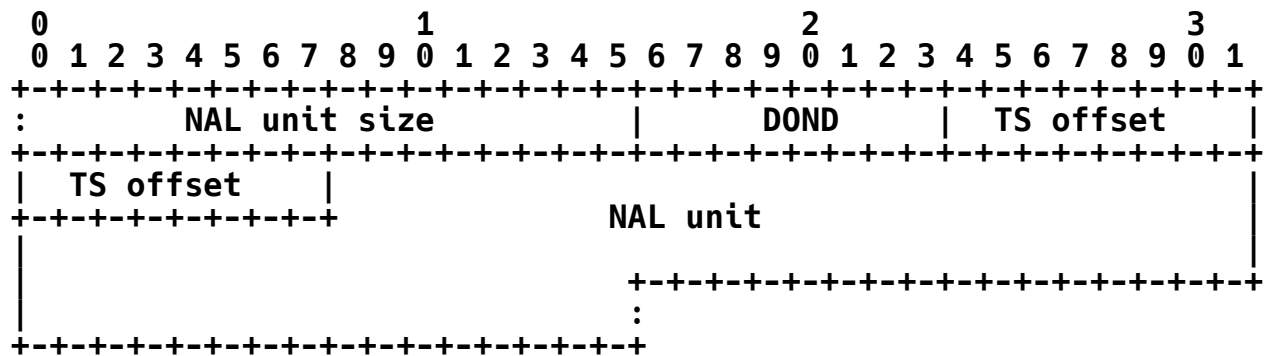 0                   1                   2                   3
 0 1 2 3 4 5 6 7 8 9 0 1 2 3 4 5 6 7 8 9 0 1 2 3 4 5 6 7 8 9 0 1
+-+-+-+-+-+-+-+-+-+-+-+-+-+-+-+-+-+-+-+-+-+-+-+-+-+-+-+-+-+-+-+-+
:        NAL unit size          |      DOND     |  TS offset    |
+-+-+-+-+-+-+-+-+-+-+-+-+-+-+-+-+-+-+-+-+-+-+-+-+-+-+-+-+-+-+-+-+
|  TS offset    |                                               |
+-+-+-+-+-+-+-+-+              NAL unit                         |
|                                                               |
|                               +-+-+-+-+-+-+-+-+-+-+-+-+-+-+-+-+
|                               :
+-+-+-+-+-+-+-+-+-+-+-+-+-+-+-+-+